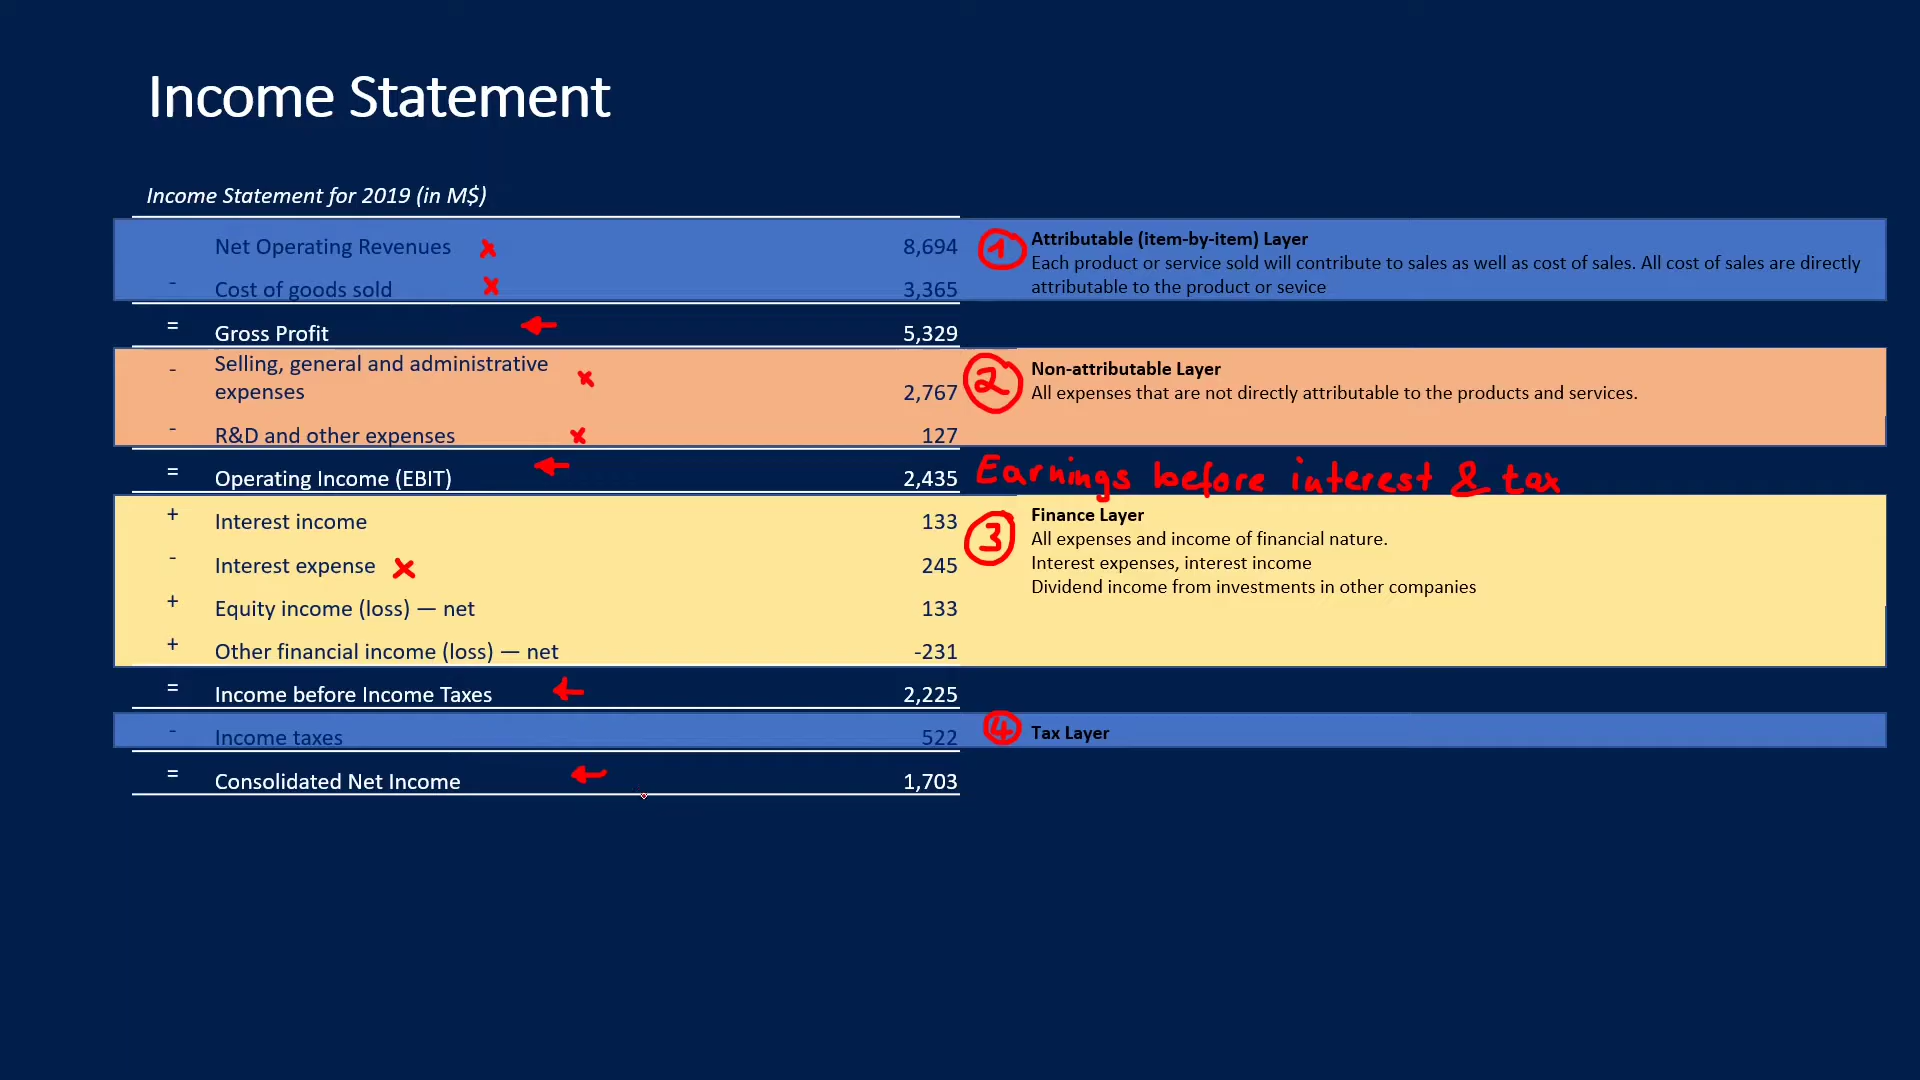 Income Statement
Income Statement for 2019 (in M$)
Net Operating Revenues x 8,694
- Cost of goods sold x 3,365
1 Attributable (item-by-item) Layer
Each product or service sold will contribute to sales as well as cost of sales. All cost of sales are directly
attributable to the product or sevice
= Gross Profit 5,329
- Selling, general and administrative
expenses x 2,767
- R&D and other expenses x 127
2 Non-attributable Layer
All expenses that are not directly attributable to the products and services.
= Operating Income (EBIT) 2,435 Earnings before interest & tax
+ Interest income 133
- Interest expense x 245
+ Equity income (loss) — net 133
+ Other financial income (loss) — net -231
3 Finance Layer
All expenses and income of financial nature.
Interest expenses, interest income
Dividend income from investments in other companies
= Income before Income Taxes 2,225
- Income taxes 522 4 Tax Layer
= Consolidated Net Income 1,703